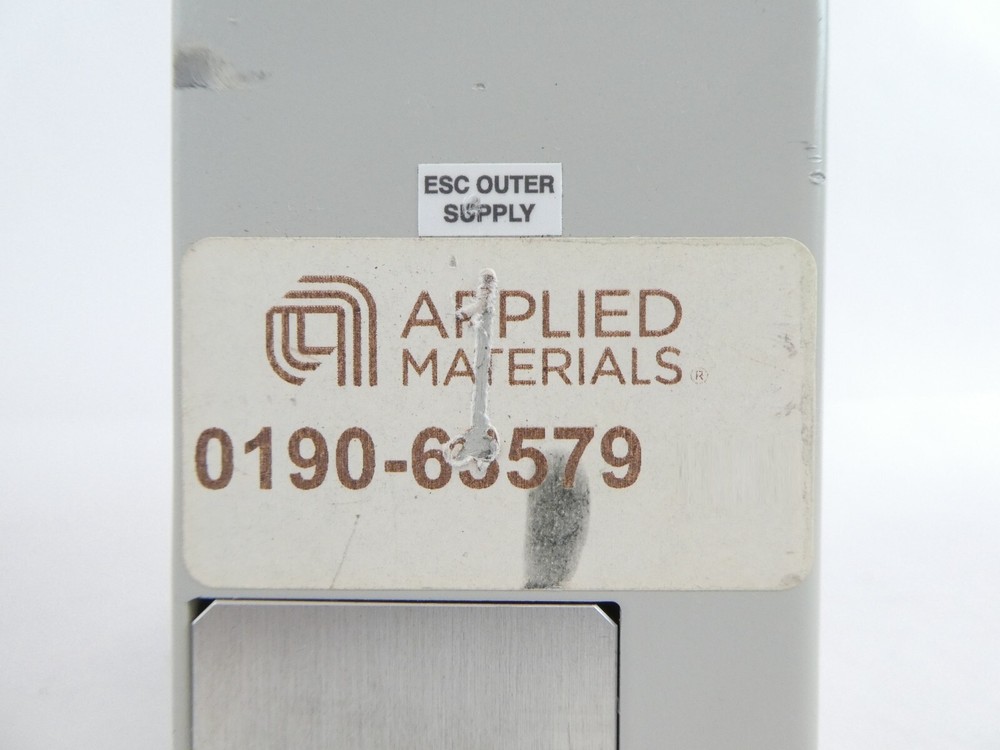 ESC OUTER
SUPPLY
APPLIED
MATERIALS®